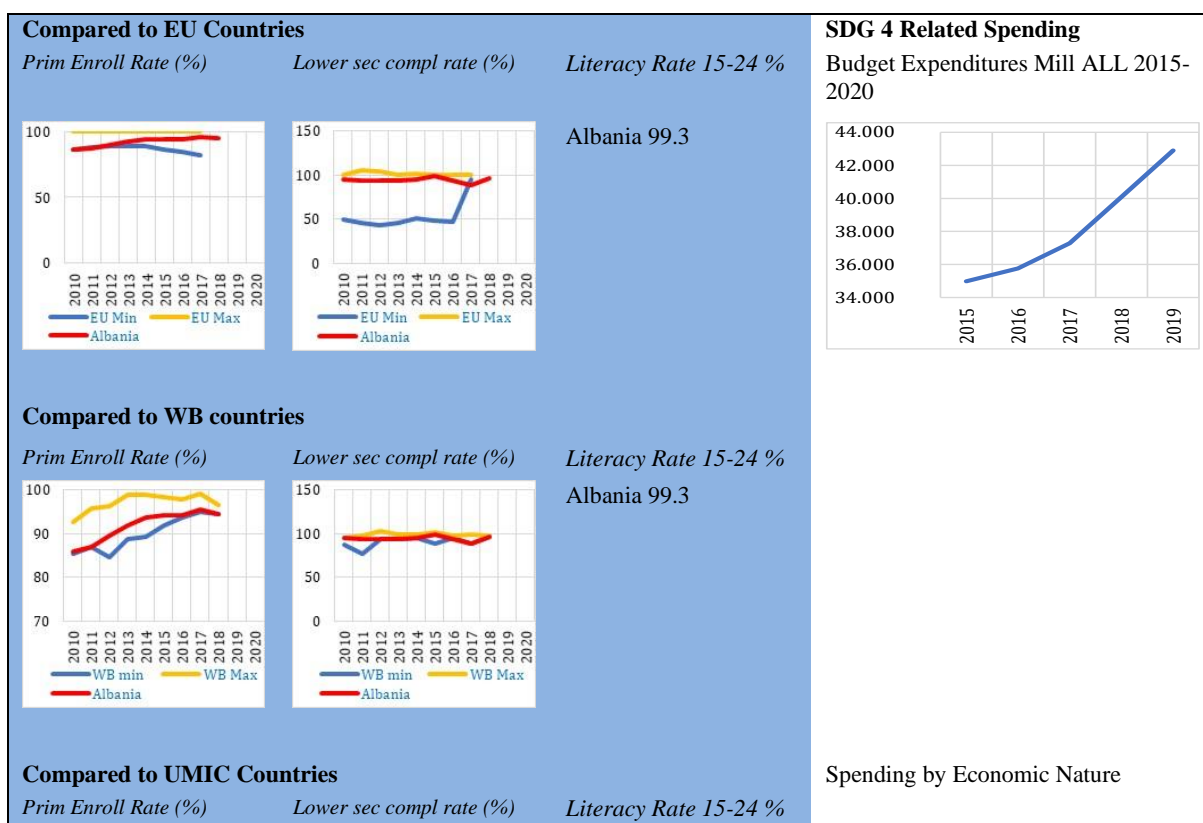 Compared to EU Countries
Prim Enroll Rate (%)
Lower sec compl rate (%)
Literacy Rate 15-24 %
Albania 99.3
100
50
0
2010
2011
2012
2013
2014
2015
2016
2017
2018
2019
2020
EU Min
EU Max
Albania
150
100
50
0
2010
2011
2012
2013
2014
2015
2016
2017
2018
2019
2020
EU Min
EU Max
Albania
SDG 4 Related Spending
Budget Expenditures Mill ALL 2015-
2020
44.000
42.000
40.000
38.000
36.000
34.000
2015
2016
2017
2018
2019
Compared to WB countries
Prim Enroll Rate (%)
Lower sec compl rate (%)
Literacy Rate 15-24 %
Albania 99.3
100
90
80
70
2010
2011
2012
2013
2014
2015
2016
2017
2018
2019
2020
WB min
WB Max
Albania
150
100
50
0
2010
2011
2012
2013
2014
2015
2016
2017
2018
2019
2020
WB min
WB Max
Albania
Compared to UMIC Countries
Prim Enroll Rate (%)
Lower sec compl rate (%)
Literacy Rate 15-24 %
Spending by Economic Nature